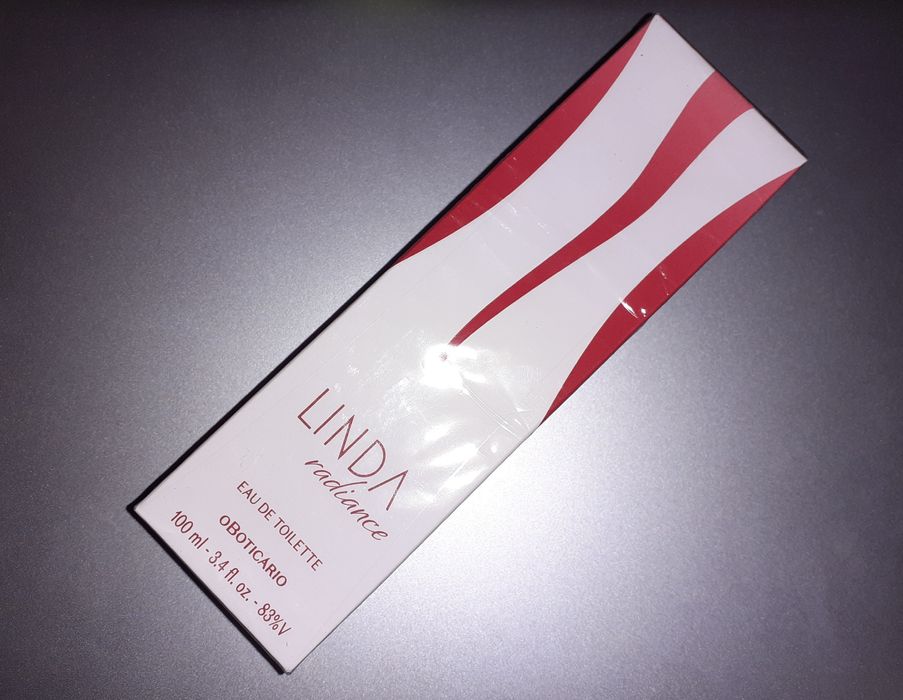 LINDA
radiance
EAU DE TOILETTE
oBoticário
100 ml - 3.4 fl. oz. - 83%V